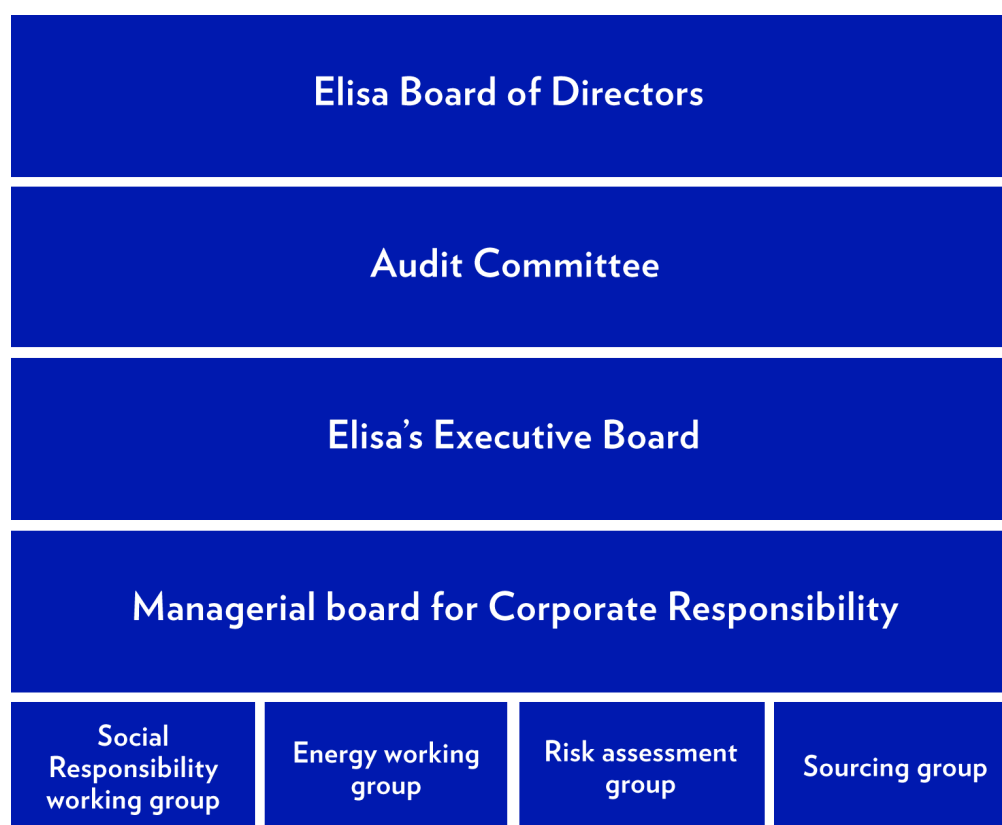 Elisa Board of Directors
Audit Committee
Elisa’s Executive Board
Managerial board for Corporate Responsibility
Social
Responsibility
working group
Energy working
group
Risk assessment
group
Sourcing group